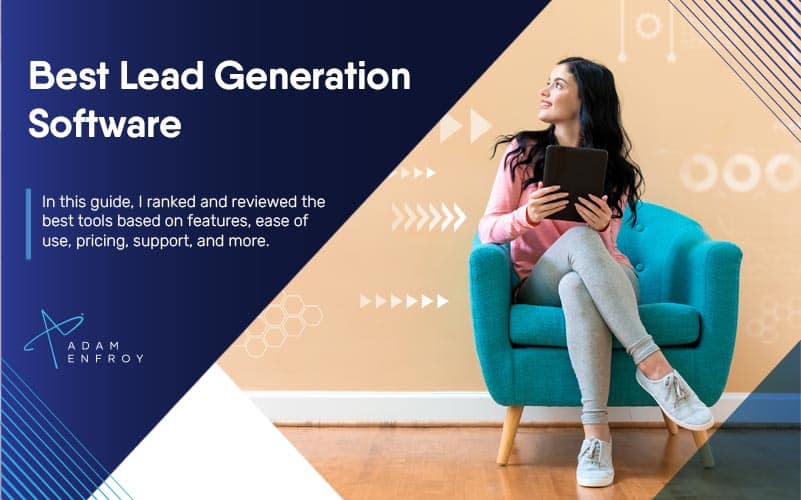 Best Lead Generation
Software
In this guide, I ranked and reviewed the
best tools based on features, ease of
use, pricing, support, and more.
ADAM
ENFROY